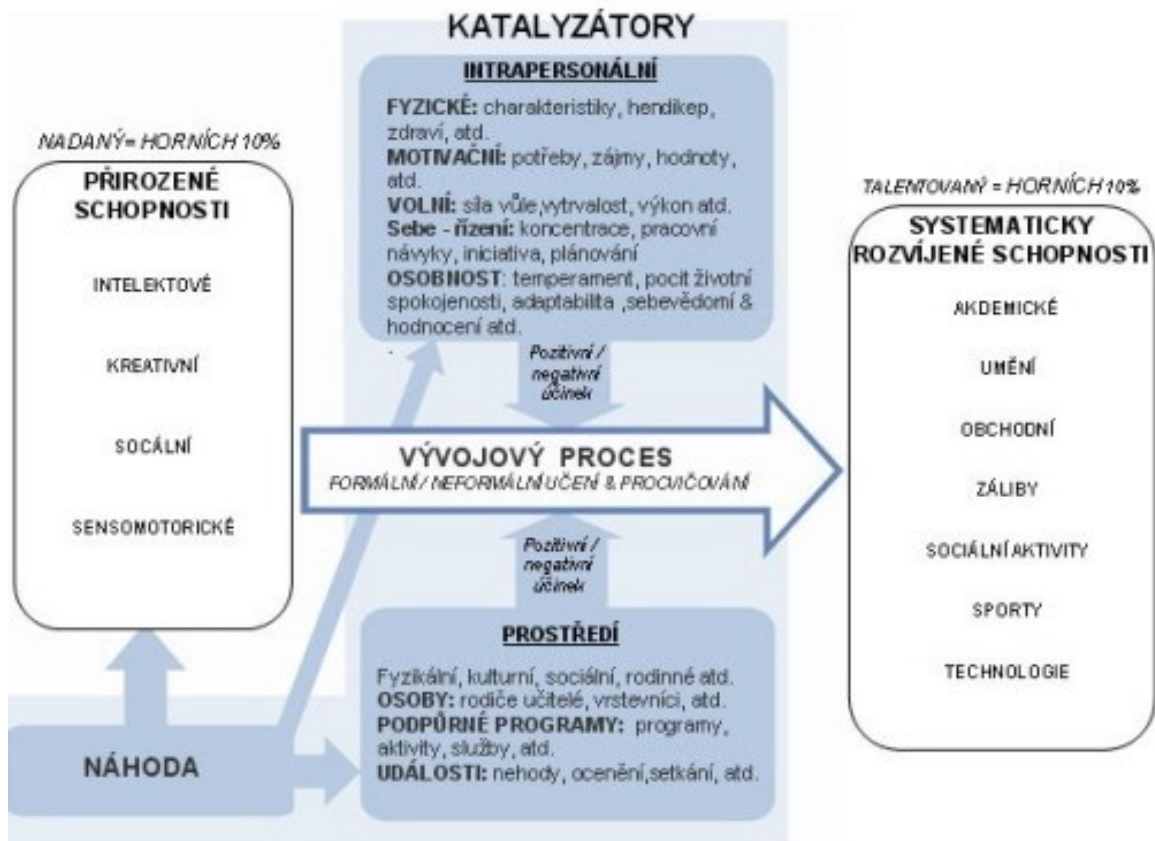 KATALYZÁTORY
INTRAPERSONÁLNÍ
FYZICKÉ: charakteristiky, hendikep,
zdraví, atd.
MOTIVAČNÍ: potřeby, zájmy, hodnoty,
atd.
VOLNÍ: síla vůle,vytrvalost, výkon atd.
Sebe - řízení: koncentrace, pracovní
návyky, iniciativa, plánování
OSOBNOST: temperament, pocit životní
spokojenosti, adaptabilita ,sebevědomí &
hodnocení atd.
.
NADANÝ= HORNÍCH 10%
PŘIROZENÉ
SCHOPNOSTI
INTELEKTOVÉ
KREATIVNÍ
SOCÁLNÍ
SENSOMOTORICKÉ
Pozitivní /
negativní
účinek
VÝVOJOVÝ PROCES
FORMÁLNÍ / NEFORMÁLNÍ UČENÍ & PROCVIČOVÁNÍ
Pozitivní /
negativní
účinek
TALENTOVANÝ = HORNÍCH 10%
SYSTEMATICKY
ROZVÍJENÉ SCHOPNOSTI
AKDEMICKÉ
UMĚNÍ
OBCHODNÍ
ZÁLIBY
SOCIÁLNÍ AKTIVITY
SPORTY
TECHNOLOGIE
PROSTŘEDÍ
Fyzikální, kulturní, sociální, rodinné atd.
OSOBY: rodiče učitelé, vrstevníci, atd.
PODPŮRNÉ PROGRAMY: programy,
aktivity, služby, atd.
UDÁLOSTI: nehody, ocenění,setkání, atd.
NÁHODA